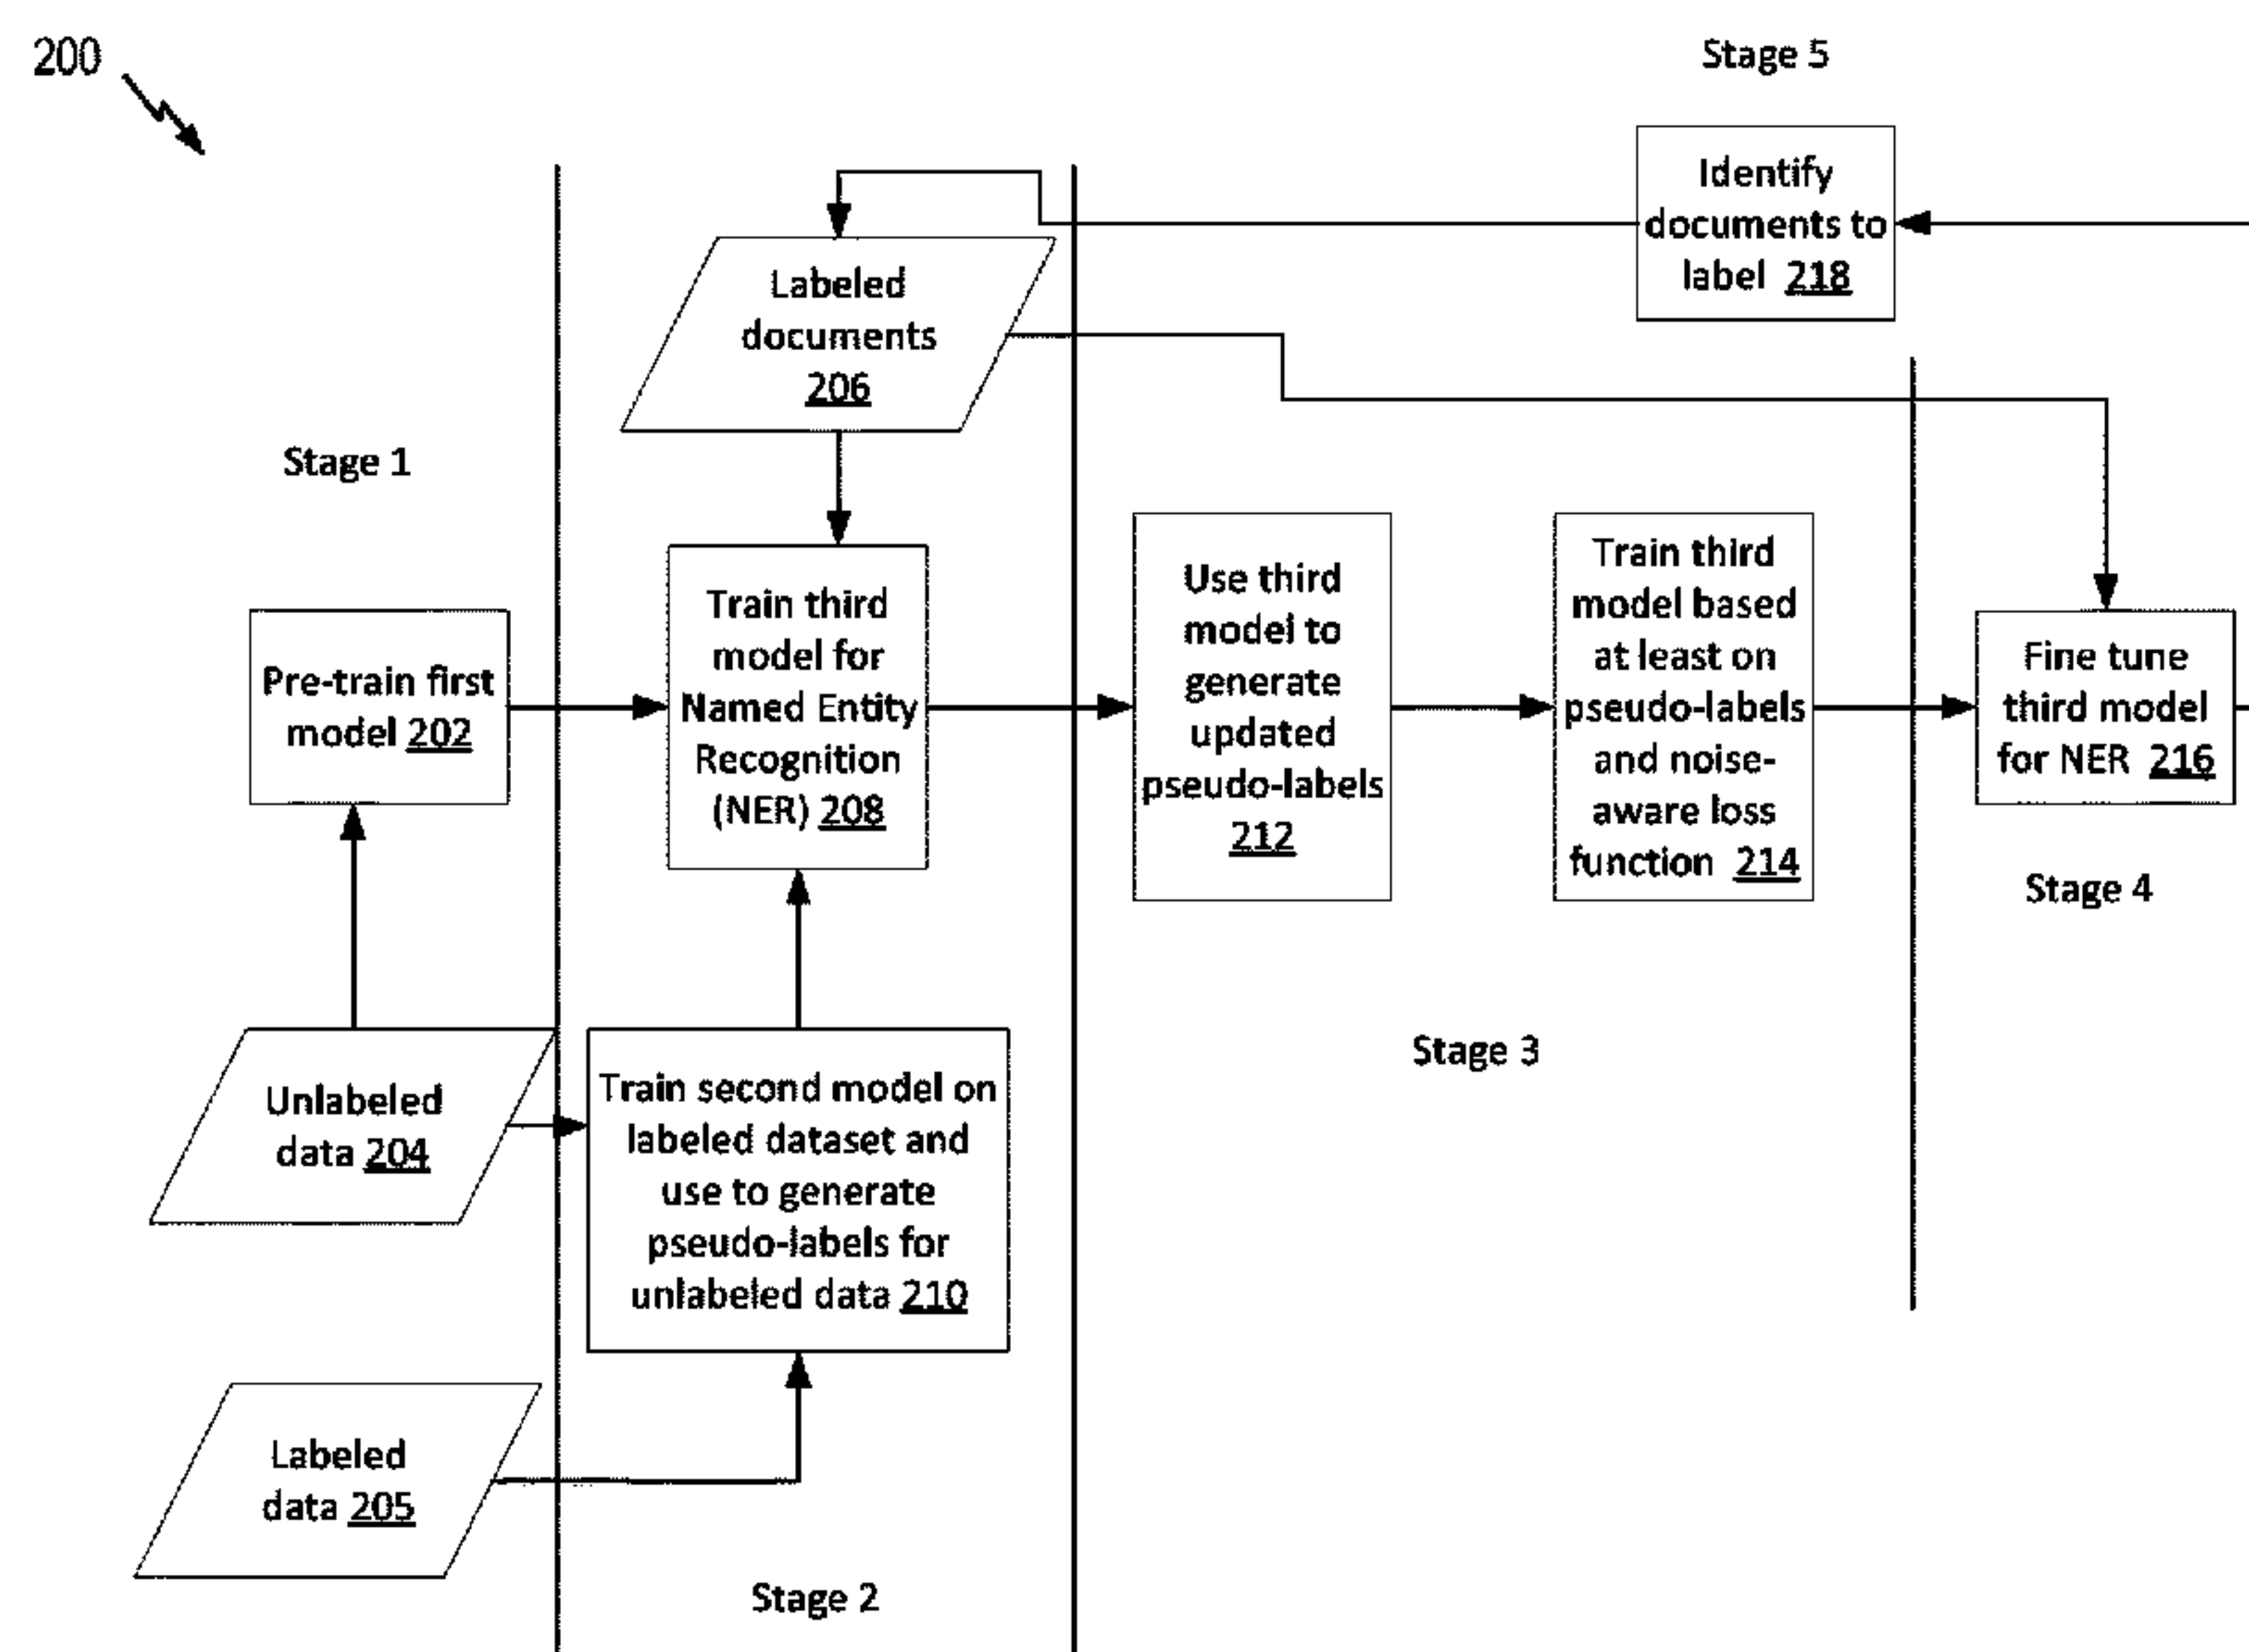 200
Stage 5
Identify
documents to
label 218
Labeled
documents
206
Stage 1
Pre-train first
model 202
Train third
model for
Named Entity
Recognition
(NER) 208
Use third
model to
generate
updated
pseudo-labels
212
Train third
model based
at least on
pseudo-labels
and noise-
aware loss
function 214
Fine tune
third model
for NER 216
Stage 4
Stage 3
Unlabeled
data 204
Train second model on
labeled dataset and
use to generate
pseudo-labels for
unlabeled data 210
Labeled
data 205
Stage 2